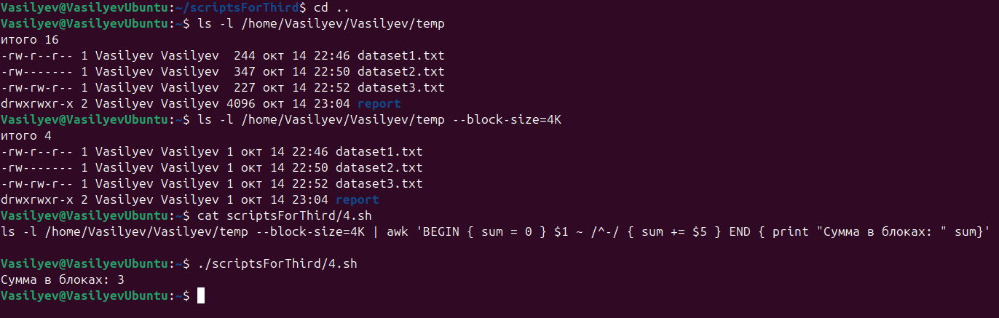 Vasilyev@VasilyevUbuntu:~/scriptsForThird$ cd ..
Vasilyev@VasilyevUbuntu:~$ ls -l /home/Vasilyev/Vasilyev/temp
итого 16
-rw-r--r-- 1 Vasilyev Vasilyev  244 окт 14 22:46 dataset1.txt
-rw------- 1 Vasilyev Vasilyev  347 окт 14 22:50 dataset2.txt
-rw-rw-r-- 1 Vasilyev Vasilyev  227 окт 14 22:52 dataset3.txt
drwxrwxr-x 2 Vasilyev Vasilyev 4096 окт 14 23:04 report
Vasilyev@VasilyevUbuntu:~$ ls -l /home/Vasilyev/Vasilyev/temp --block-size=4K
итого 4
-rw-r--r-- 1 Vasilyev Vasilyev 1 окт 14 22:46 dataset1.txt
-rw------- 1 Vasilyev Vasilyev 1 окт 14 22:50 dataset2.txt
-rw-rw-r-- 1 Vasilyev Vasilyev 1 окт 14 22:52 dataset3.txt
drwxrwxr-x 2 Vasilyev Vasilyev 1 окт 14 23:04 report
Vasilyev@VasilyevUbuntu:~$ cat scriptsForThird/4.sh
ls -l /home/Vasilyev/Vasilyev/temp --block-size=4K | awk 'BEGIN { sum = 0 } $1 ~ /^-/ { sum += $5 } END { print "Сумма в блоках: " sum}'
Vasilyev@VasilyevUbuntu:~$ ./scriptsForThird/4.sh
Сумма в блоках: 3
Vasilyev@VasilyevUbuntu:~$